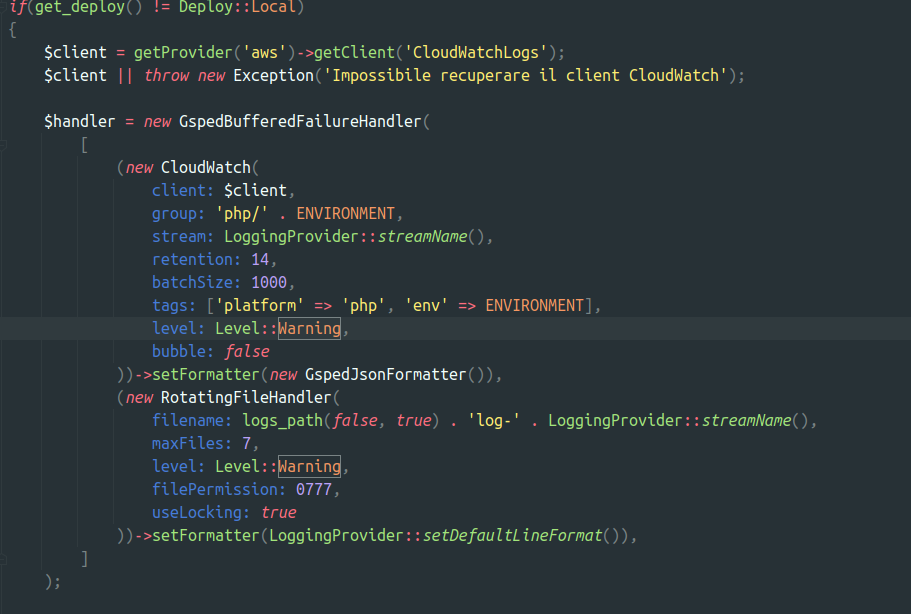 if(get_deploy() != Deploy::Local)
{
    $client = getProvider('aws')->getClient('CloudWatchLogs');
    $client || throw new Exception('Impossibile recuperare il client CloudWatch');

    $handler = new GspedBufferedFailureHandler(
        [
            (new CloudWatch(
                client: $client,
                group: 'php/' . ENVIRONMENT,
                stream: LoggingProvider::streamName(),
                retention: 14,
                batchSize: 1000,
                tags: ['platform' => 'php', 'env' => ENVIRONMENT],
                level: Level::Warning,
                bubble: false
            ))->setFormatter(new GspedJsonFormatter()),
            (new RotatingFileHandler(
                filename: logs_path(false, true) . 'log-' . LoggingProvider::streamName(),
                maxFiles: 7,
                level: Level::Warning,
                filePermission: 0777,
                useLocking: true
            ))->setFormatter(LoggingProvider::setDefaultLineFormat()),
        ]
    );